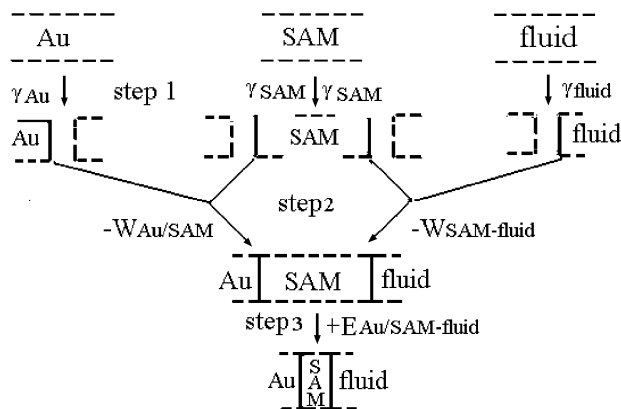 Au SAM fluid
γAu step 1 γSAM γSAM γfluid
Au SAM fluid
step2
-WAu/SAM -WSAM-fluid
Au SAM fluid
step3 +EAu/SAM-fluid
Au SAM fluid